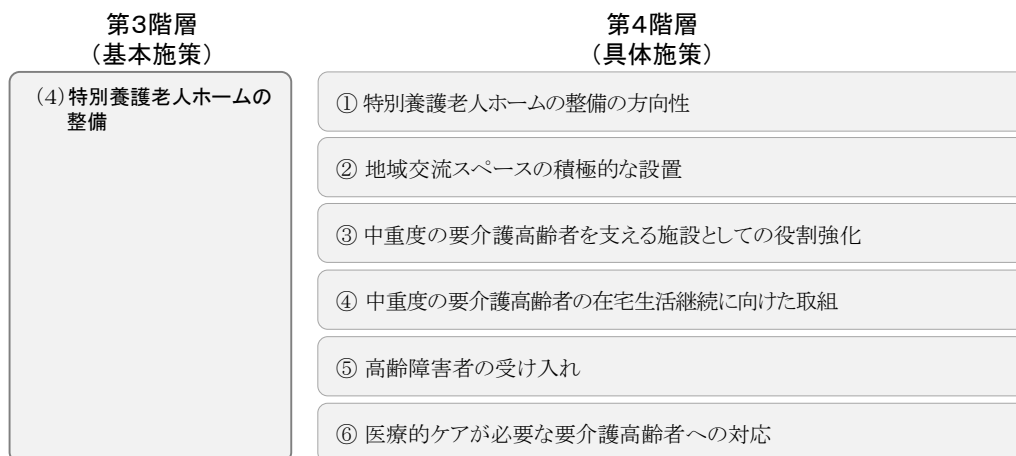 第3階層
（基本施策）
第4階層
（具体施策）
(4)特別養護老人ホームの
整備
① 特別養護老人ホームの整備の方向性
② 地域交流スペースの積極的な設置
③ 中重度の要介護高齢者を支える施設としての役割強化
④ 中重度の要介護高齢者の在宅生活継続に向けた取組
⑤ 高齢障害者の受け入れ
⑥ 医療的ケアが必要な要介護高齢者への対応